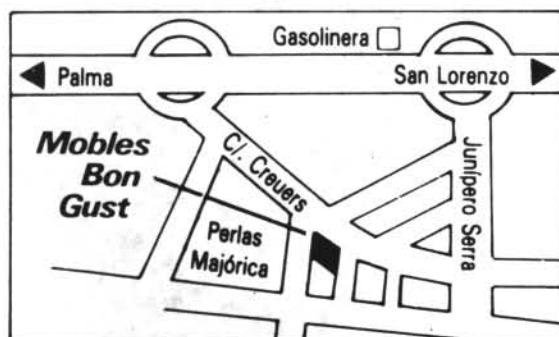 Gasolinera
Palma
San Lorenzo
Mobles
Bon
Gust
C/. Creuers
Junípero Serra
Perlas
Majórica